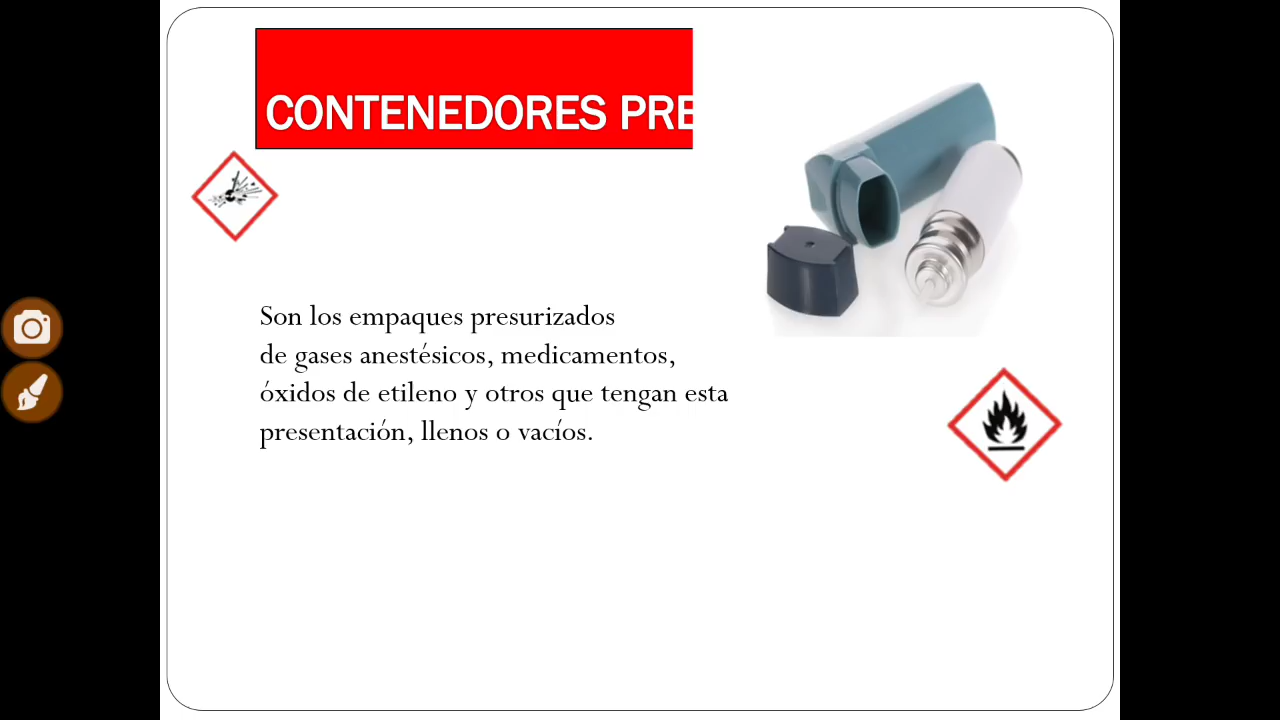 CONTENEDORES PRE
Son los empaques presurizados
de gases anestésicos, medicamentos,
óxidos de etileno y otros que tengan esta
presentación, llenos o vacíos.